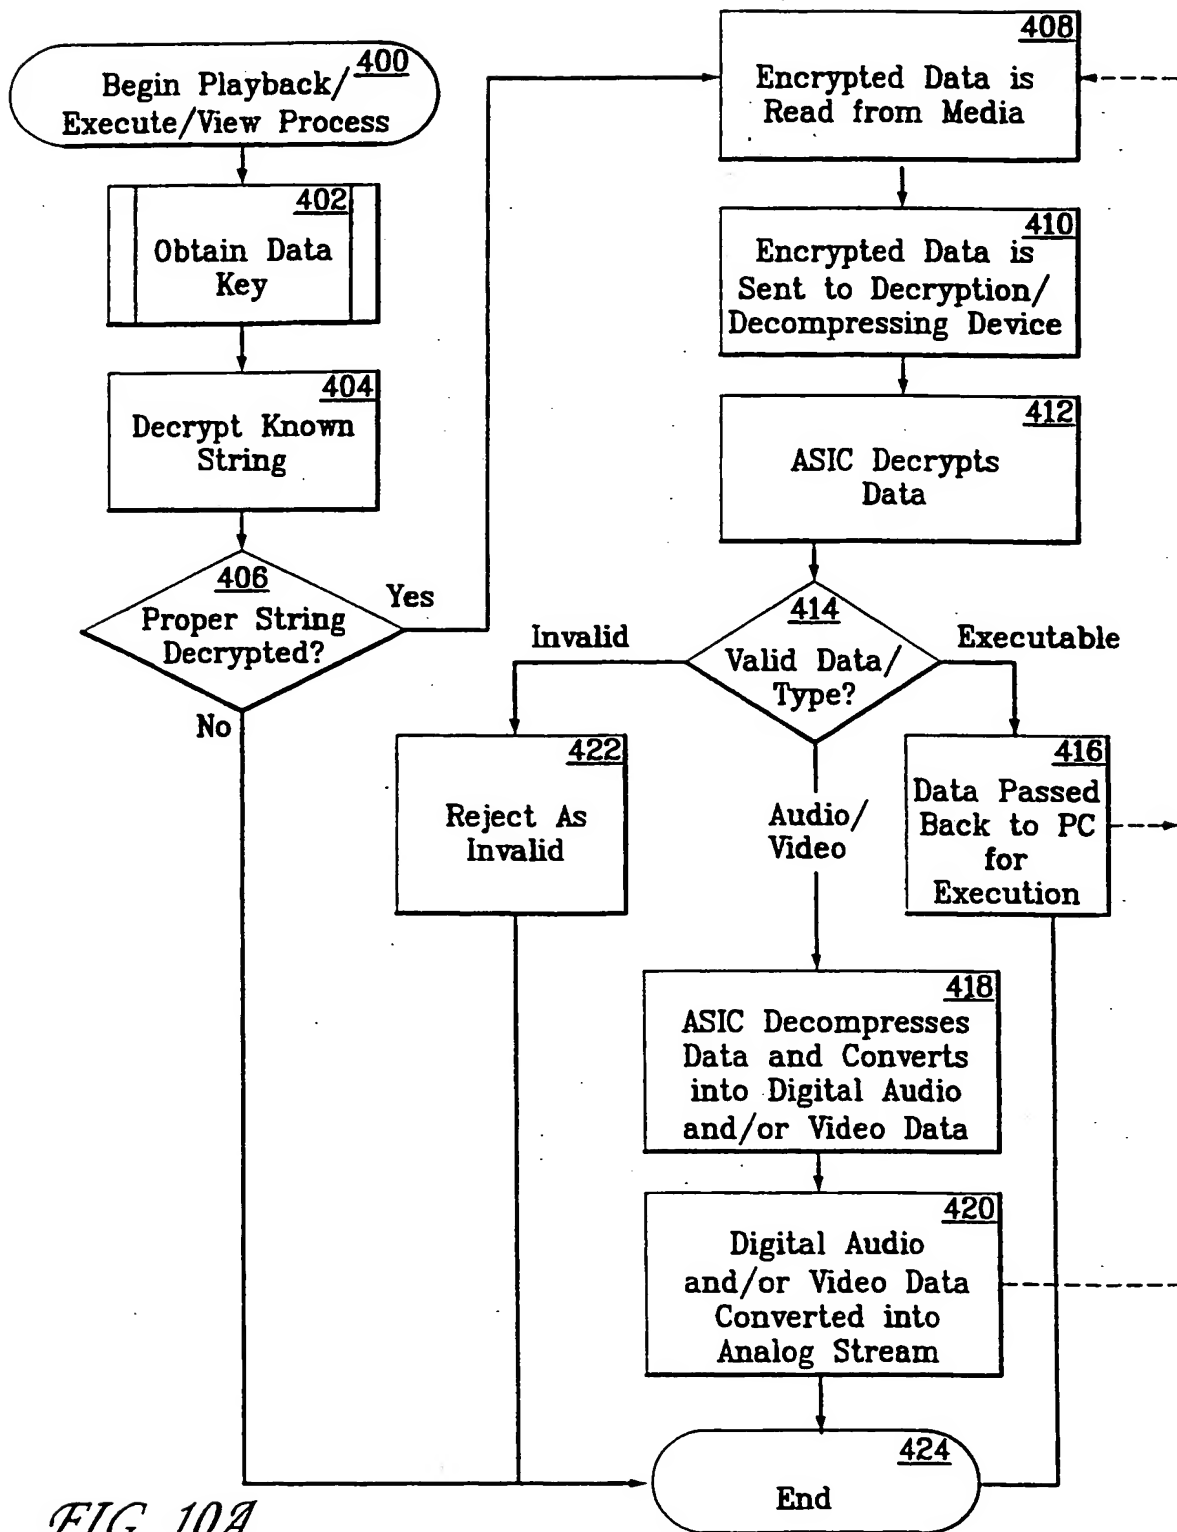 400
Begin Playback/
Execute/View Process
402
Obtain Data
Key
404
Decrypt Known
String
406
Proper String
Decrypted?
Yes
No
408
Encrypted Data is
Read from Media
410
Encrypted Data is
Sent to Decryption/
Decompressing Device
412
ASIC Decrypts
Data
414
Valid Data/
Type?
Invalid
Executable
Audio/
Video
422
Reject As
Invalid
416
Data Passed
Back to PC
for
Execution
418
ASIC Decompresses
Data and Converts
into Digital Audio
and/or Video Data
420
Digital Audio
and/or Video Data
Converted into
Analog Stream
424
End
FIG. 10A